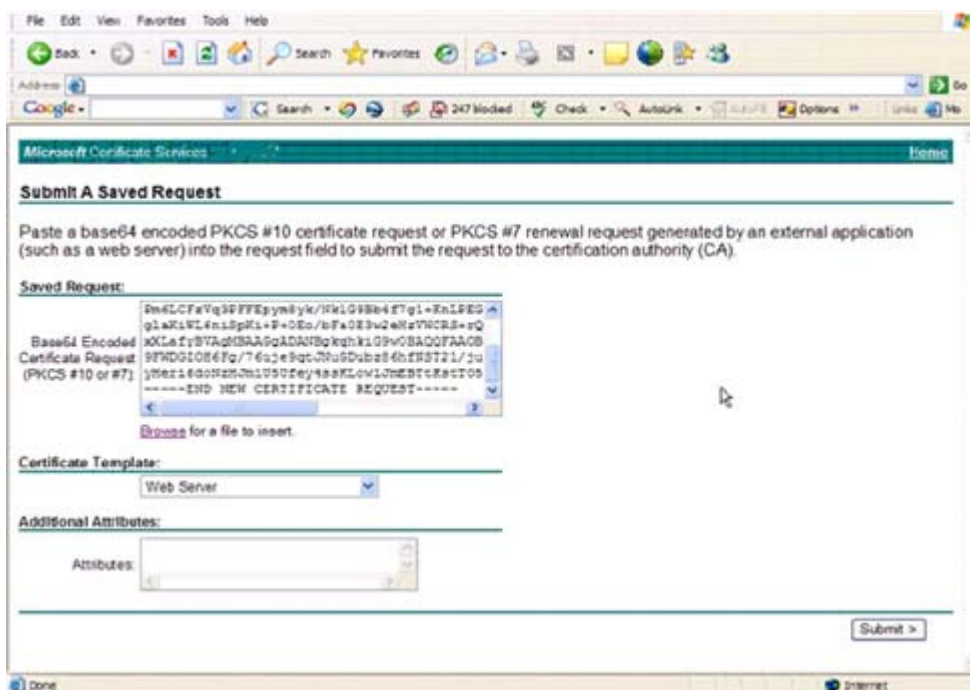 File Edit View Favorites Tools Help
Back Search Favorites
Address Go
Google Search 247 blocked Check AutoLink Options Links
Microsoft Certificate Services Home
Submit A Saved Request
Paste a base64 encoded PKCS #10 certificate request or PKCS #7 renewal request generated by an external application
(such as a web server) into the request field to submit the request to the certification authority (CA).
Saved Request:
Base64 Encoded
Certificate Request
(PKCS #10 or #7):
-----END NEW CERTIFICATE REQUEST-----
Browse for a file to insert.
Certificate Template:
Web Server
Additional Attributes:
Attributes:
Submit >
Done Internet